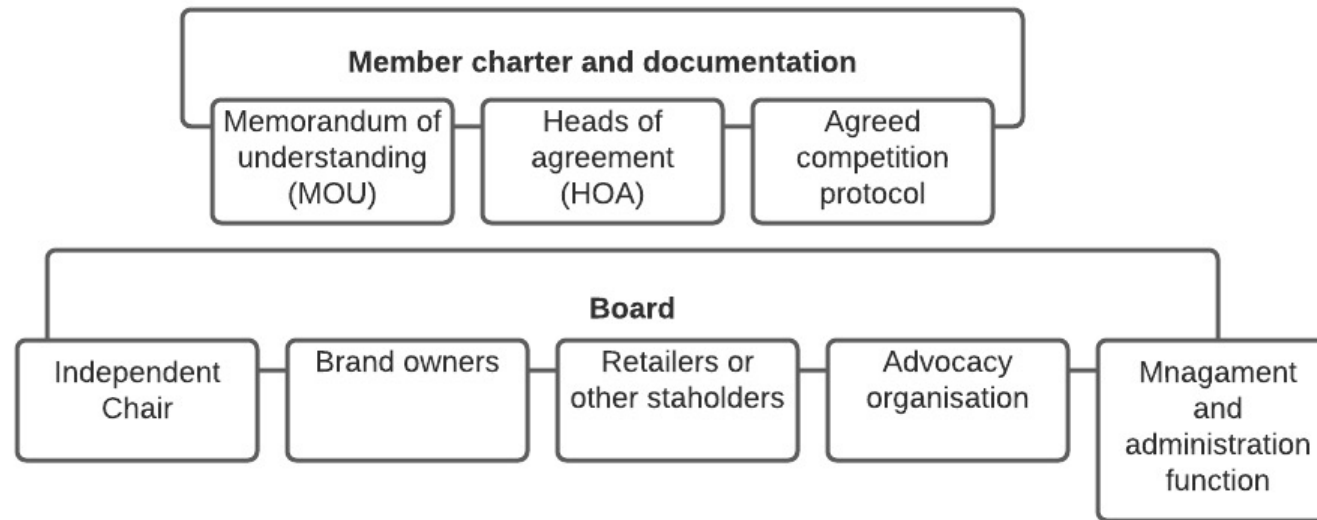 Member charter and documentation
Memorandum of
understanding
(MOU)
Heads of
agreement
(HOA)
Agreed
competition
protocol
Board
Independent
Chair
Brand owners
Retailers or
other staholders
Advocacy
organisation
Mnagament
and
administration
function